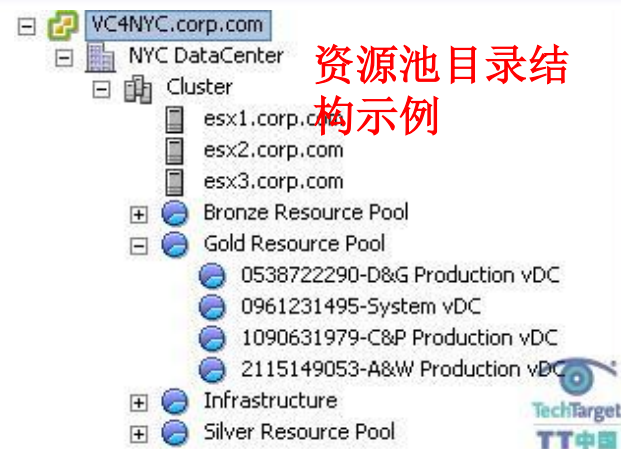 VC4NYC.corp.com
NYC DataCenter
资源池目录结
构示例
Cluster
esx1.corp.com
esx2.corp.com
esx3.corp.com
Bronze Resource Pool
Gold Resource Pool
0538722290-D&G Production vDC
0961231495-System vDC
1090631979-C&P Production vDC
2115149053-A&W Production vDC
Infrastructure
Silver Resource Pool
TechTarget
TT中国